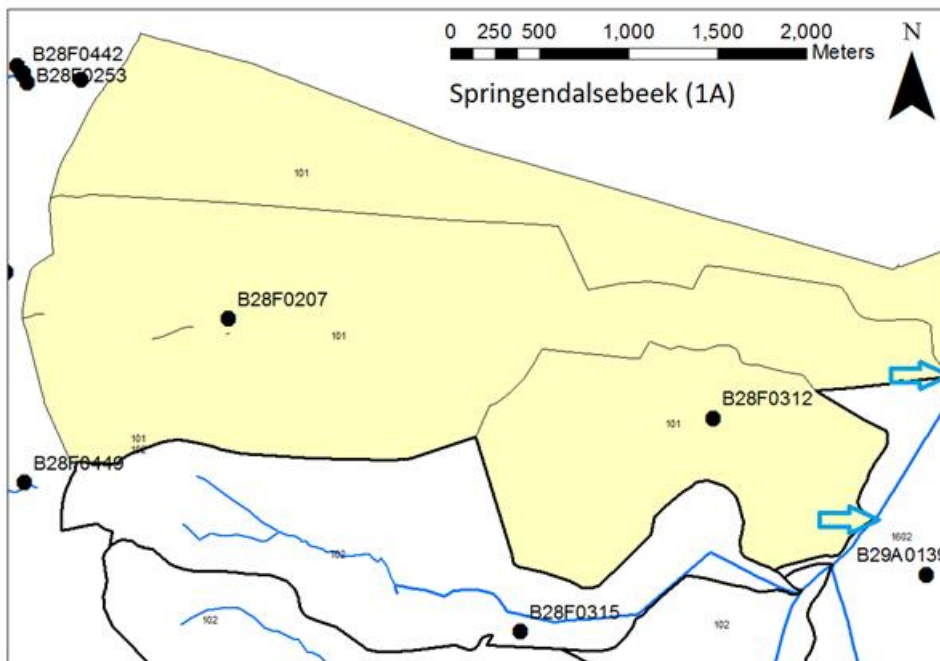 0 250 500 1,000 1,500 2,000
Meters
N
Springendalsebeek (1A)
B28F0442
B28F0253
101
B28F0207
101
B28F0312
101
101
102
B28F0449
1602
B29A0139
102
B28F0315
102
102